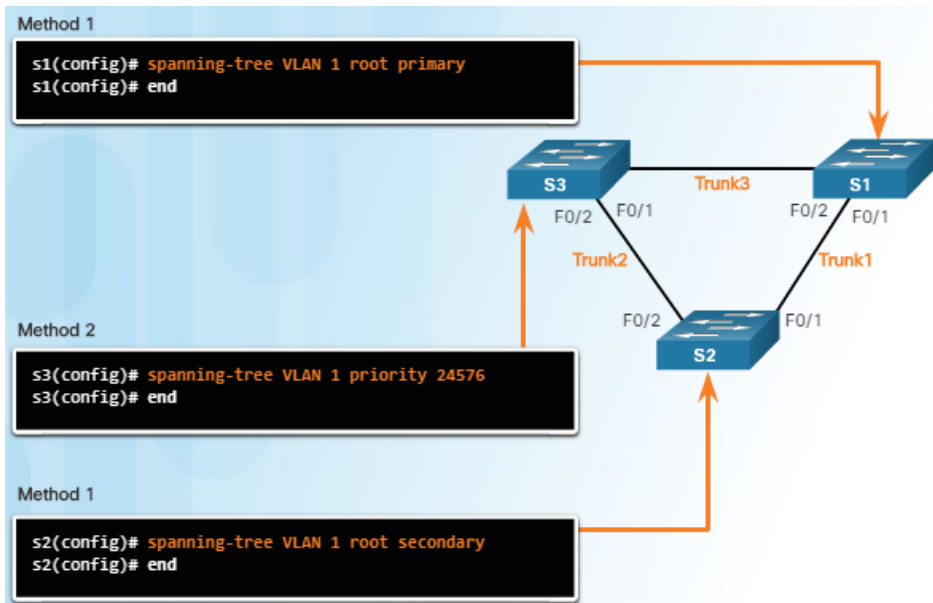 Method 1
s1(config)# spanning-tree VLAN 1 root primary
s1(config)# end
S3
Trunk3
S1
F0/2
F0/1
F0/2
F0/1
Trunk2
Trunk1
F0/2
F0/1
S2
Method 2
s3(config)# spanning-tree VLAN 1 priority 24576
s3(config)# end
Method 1
s2(config)# spanning-tree VLAN 1 root secondary
s2(config)# end